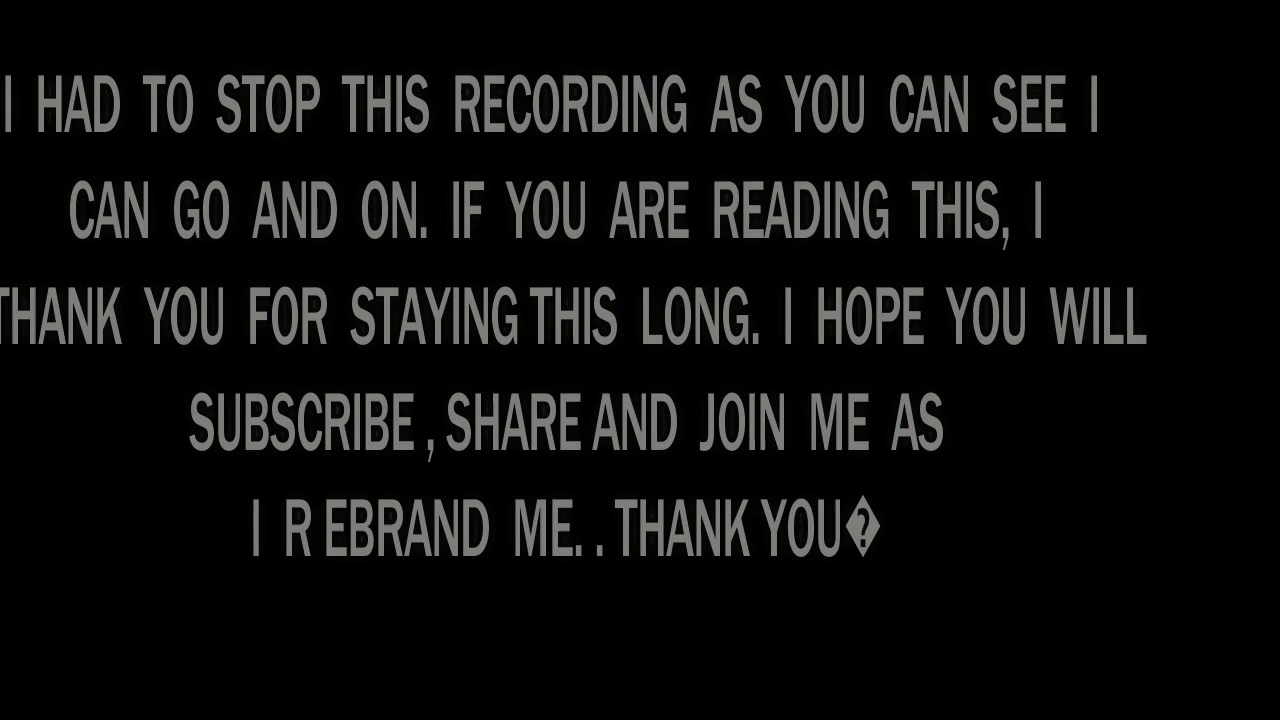 I HAD TO STOP THIS RECORDING AS YOU CAN SEE I
CAN GO AND ON. IF YOU ARE READING THIS, I
THANK YOU FOR STAYING THIS LONG. I HOPE YOU WILL
SUBSCRIBE , SHARE AND JOIN ME AS
I R EBRAND ME. . THANK YOU�